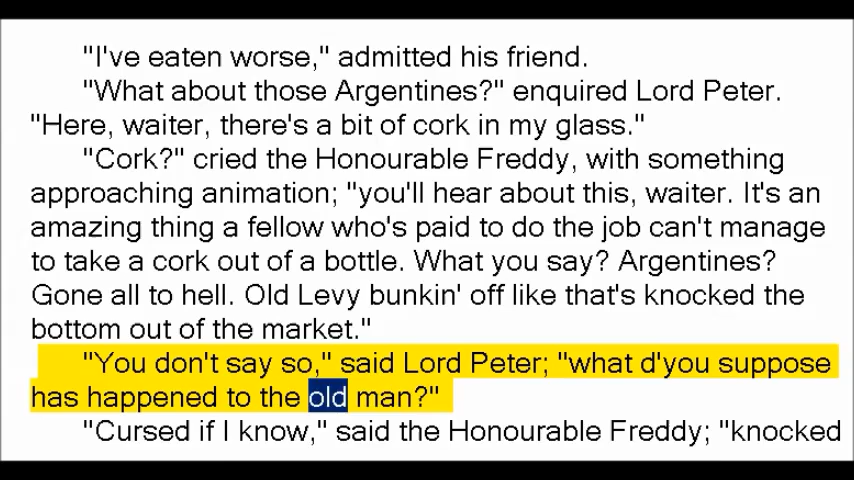 "I've eaten worse," admitted his friend.
"What about those Argentines?" enquired Lord Peter.
"Here, waiter, there's a bit of cork in my glass."
"Cork?" cried the Honourable Freddy, with something
approaching animation; "you'll hear about this, waiter. It's an
amazing thing a fellow who's paid to do the job can't manage
to take a cork out of a bottle. What you say? Argentines?
Gone all to hell. Old Levy bunkin' off like that's knocked the
bottom out of the market."
"You don't say so," said Lord Peter; "what d'you suppose
has happened to the old man?"
"Cursed if I know," said the Honourable Freddy; "knocked